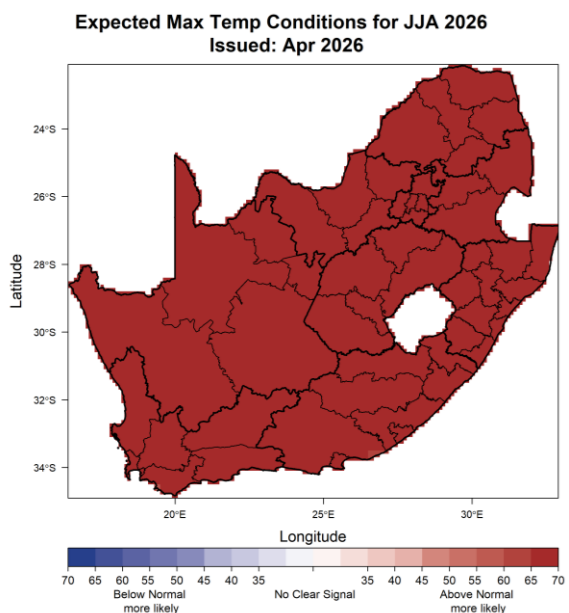 Expected Max Temp Conditions for JJA 2026
Issued: Apr 2026
24°S
26°S
28°S
30°S
32°S
34°S
Latitude
20°E 25°E 30°E
Longitude
70 65 60 55 50 45 40 35 35 40 45 50 55 60 65 70
Below Normal No Clear Signal Above Normal
more likely more likely